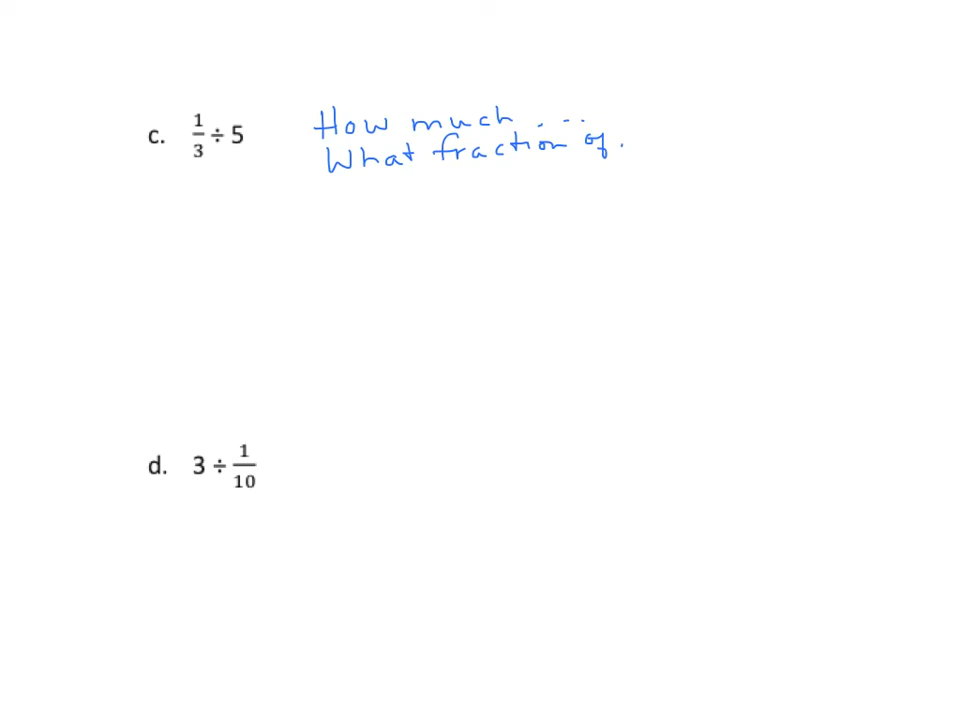 c. 1/3 ÷ 5 How much . . .
What fraction of .
d. 3 ÷ 1/10